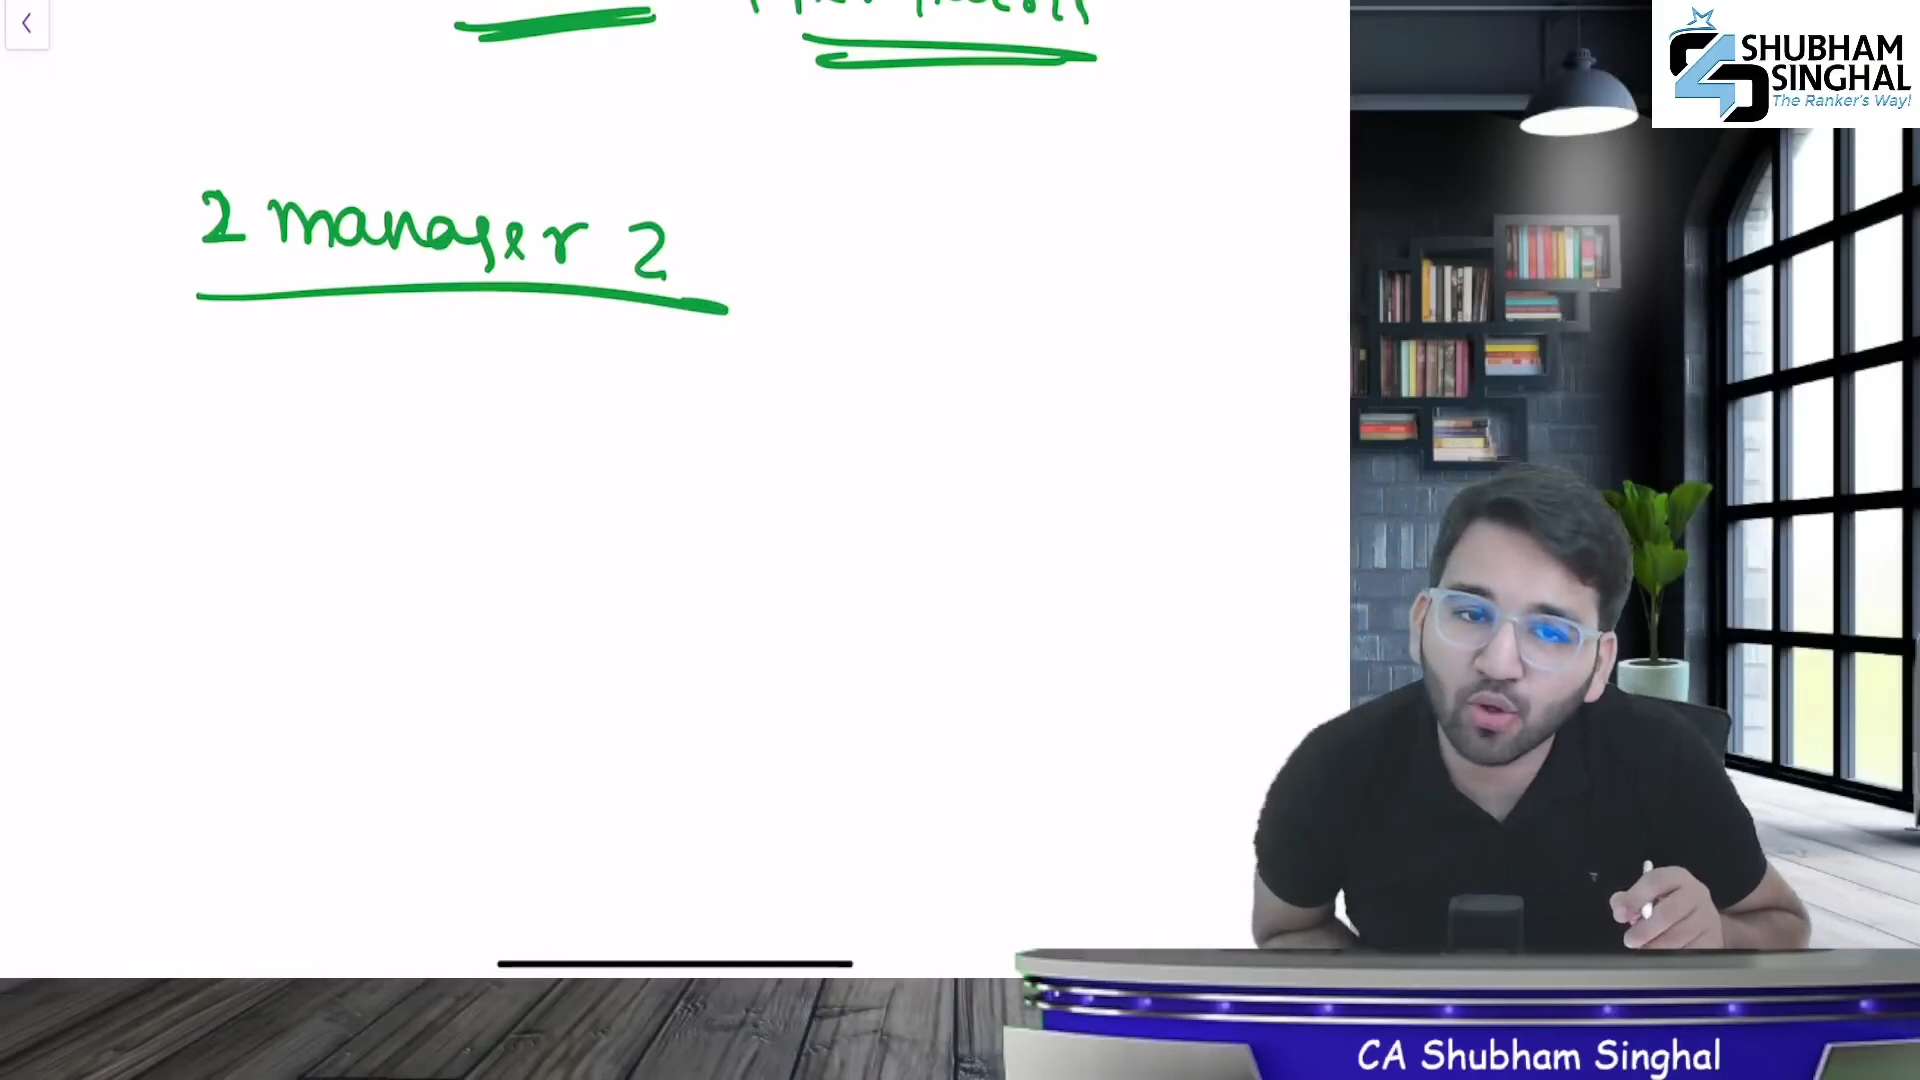 SHUBHAM
SINGHAL
The Ranker's Way!
2 manager 2
CA Shubham Singhal